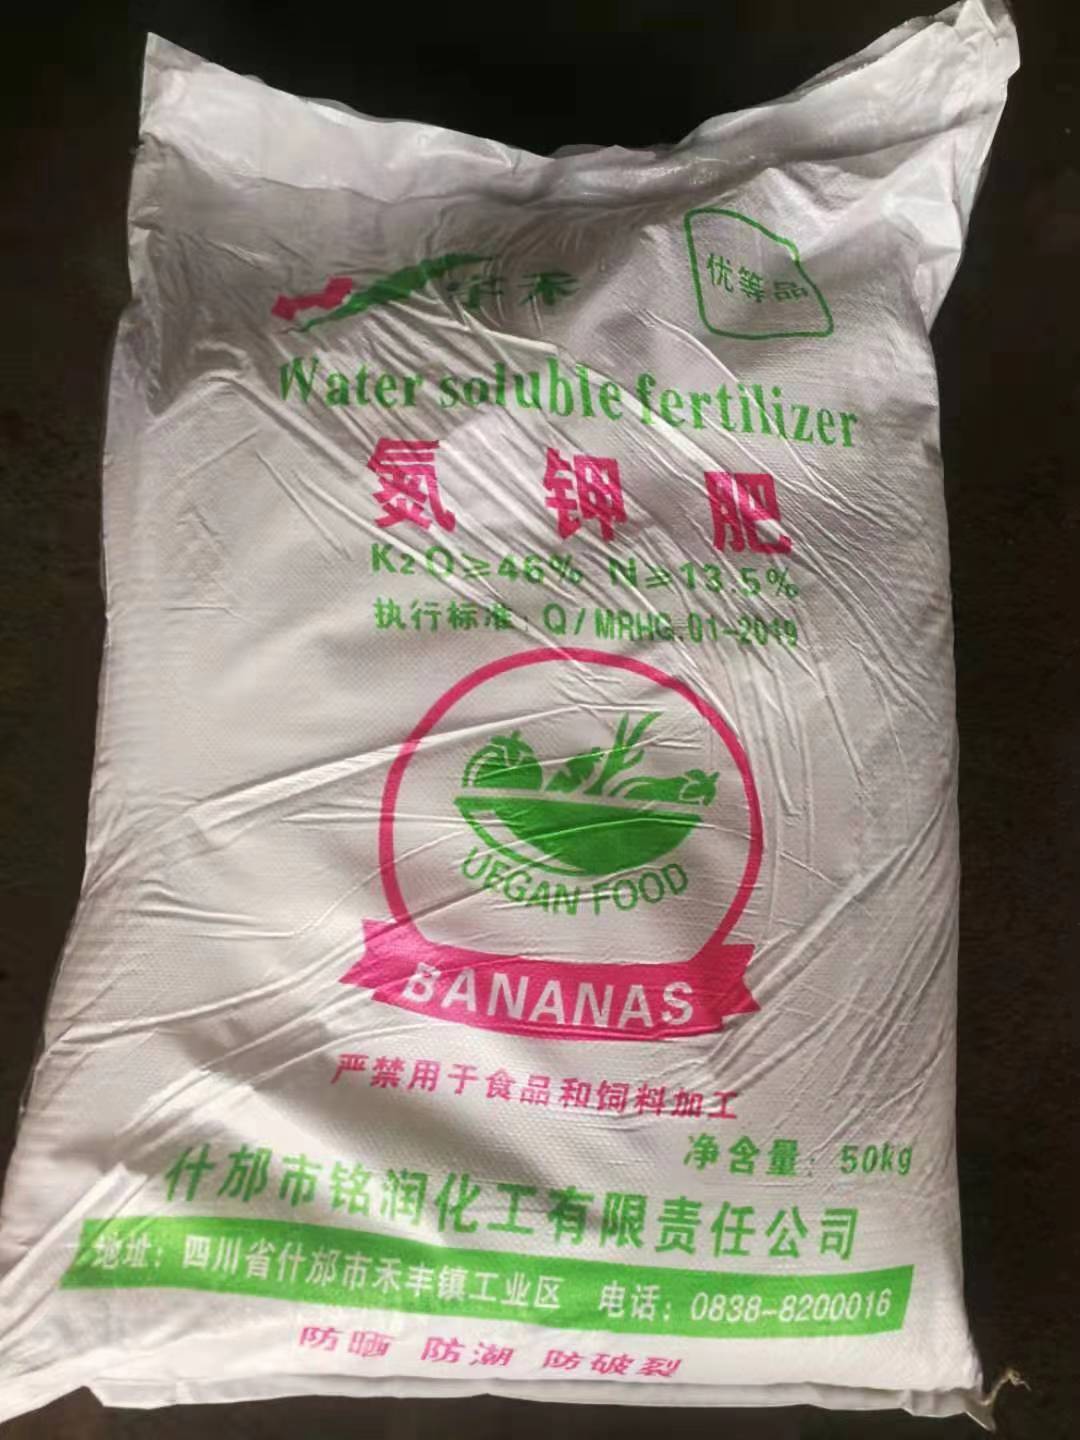 禾
优等品
Water soluble fertilizer
氮钾肥
K2O≥46% N≥13.5%
执行标准：Q/MRHG.01-2019
UEGAN FOOD
BANANAS
严禁用于食品和饲料加工
净含量：50kg
什邡市铭润化工有限责任公司
地址：四川省什邡市禾丰镇工业区 电话：0838-8200016
防晒 防潮 防破裂